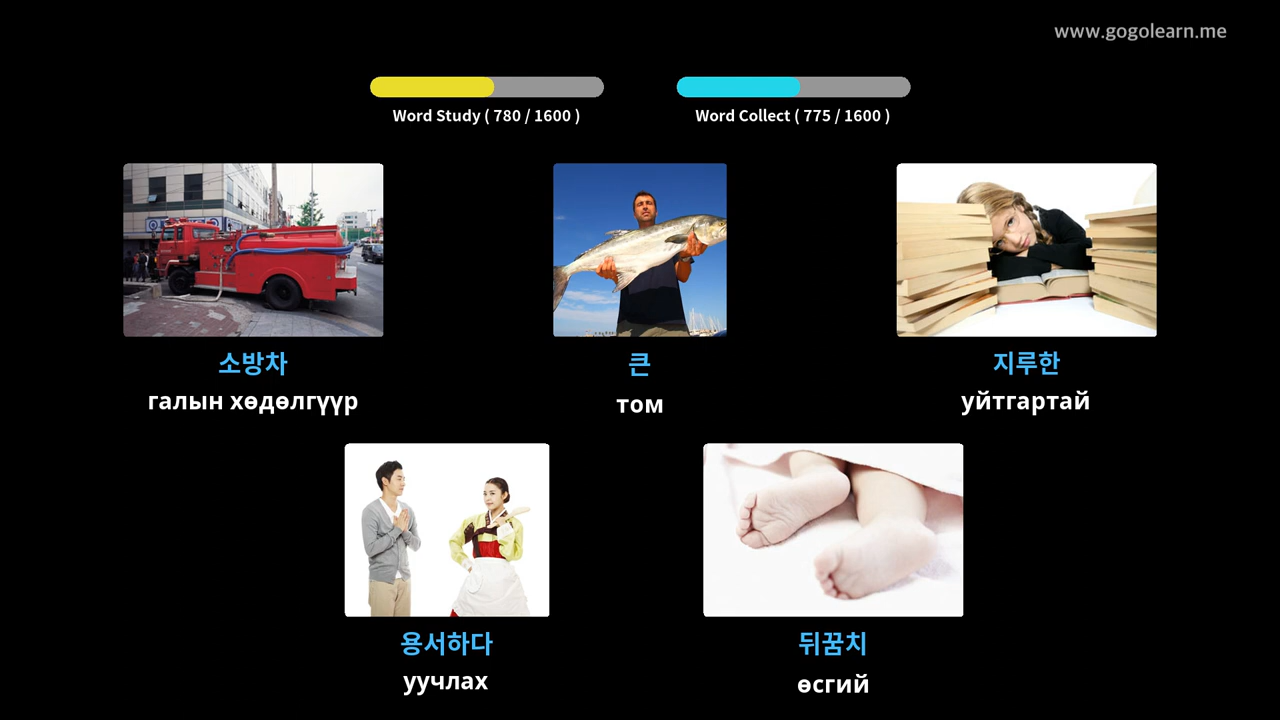 www.gogolearn.me
Word Study ( 780 / 1600 )
Word Collect ( 775 / 1600 )
소방차
галын хөдөлгүүр
큰
том
지루한
уйтгартай
용서하다
уучлах
뒤꿈치
өсгий